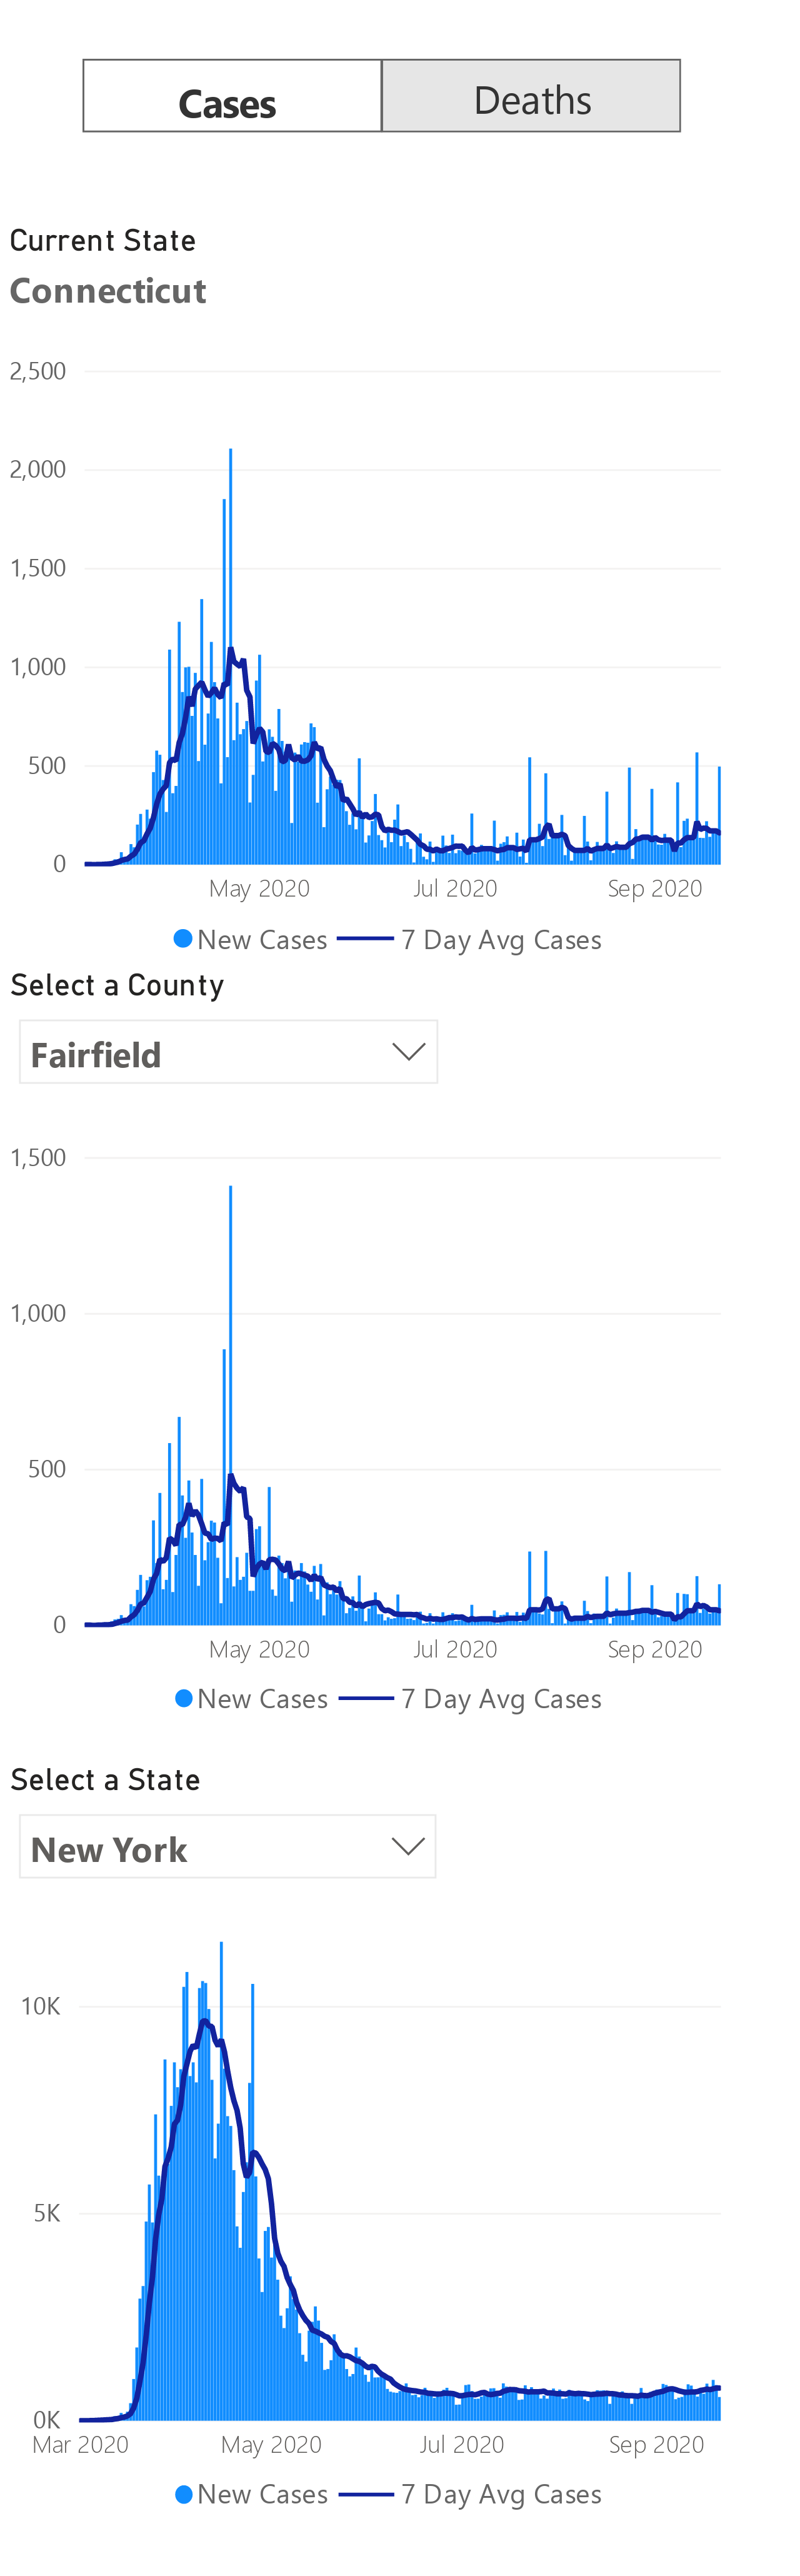 Cases Deaths
Current State
Connecticut
2,500
2,000
1,500
1,000
500
0
May 2020 Jul 2020 Sep 2020
New Cases 7 Day Avg Cases
Select a County
Fairfield
1,500
1,000
500
0
May 2020 Jul 2020 Sep 2020
New Cases 7 Day Avg Cases
Select a State
New York
10K
5K
0K
Mar 2020 May 2020 Jul 2020 Sep 2020
New Cases 7 Day Avg Cases